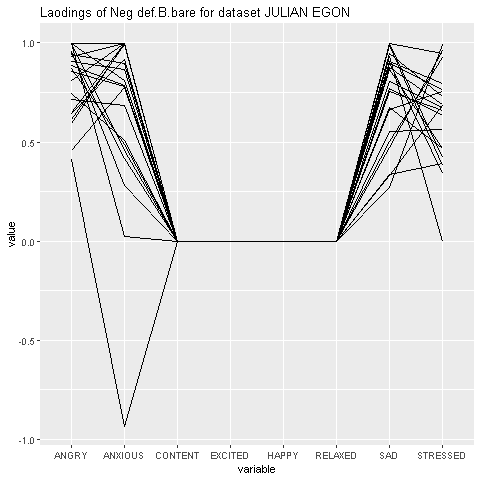 Laodings of Neg def.B.bare for dataset JULIAN EGON
1.0
0.5
0.0
-0.5
-1.0
value
ANGRY ANXIOUS CONTENT EXCITED HAPPY RELAXED SAD STRESSED
variable